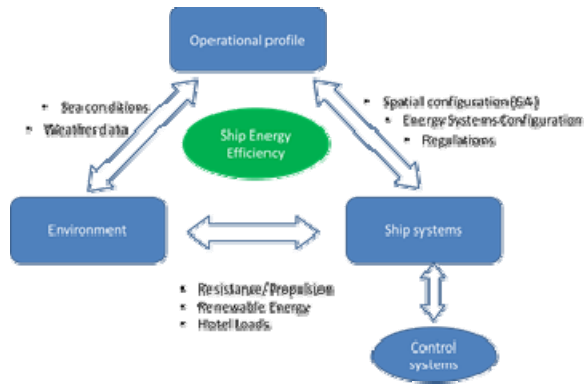 Operational profile
• Sea conditions
• Weather data
Ship Energy
Efficiency
• Spatial configuration (GA)
• Energy Systems Configuration
• Regulations
Environment
Ship systems
• Resistance/Propulsion
• Renewable Energy
• Hotel Loads
Control
systems